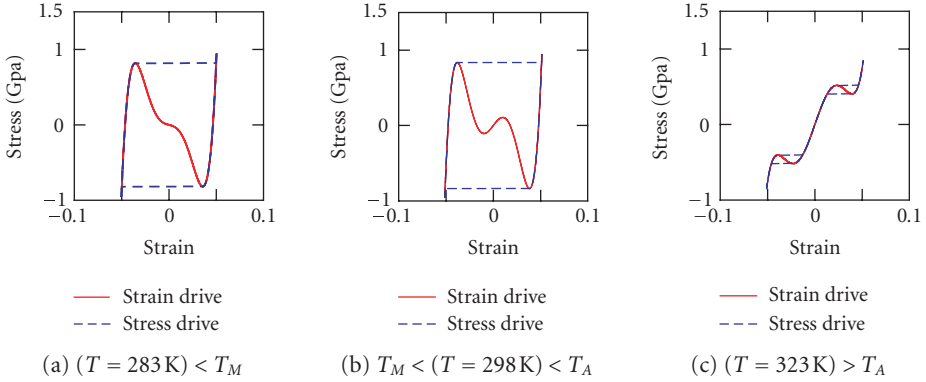 1.5
1
0
−1
−0.1
0
0.1
Stress (Gpa)
Strain
Strain drive
Stress drive
(a) (T = 283 K) < T_M
1.5
1
0
−1
−0.1
0
0.1
Stress (Gpa)
Strain
Strain drive
Stress drive
(b) T_M < (T = 298 K) < T_A
1.5
1
0
−1
−0.1
0
0.1
Stress (Gpa)
Strain
Strain drive
Stress drive
(c) (T = 323 K) > T_A